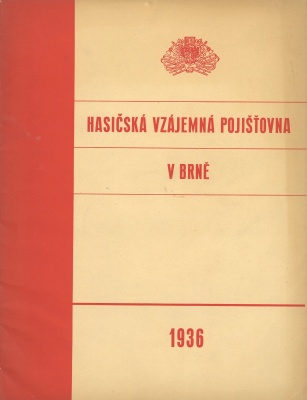 HASIČSKÁ VZÁJEMNÁ POJIŠŤOVNA
V BRNĚ
1936